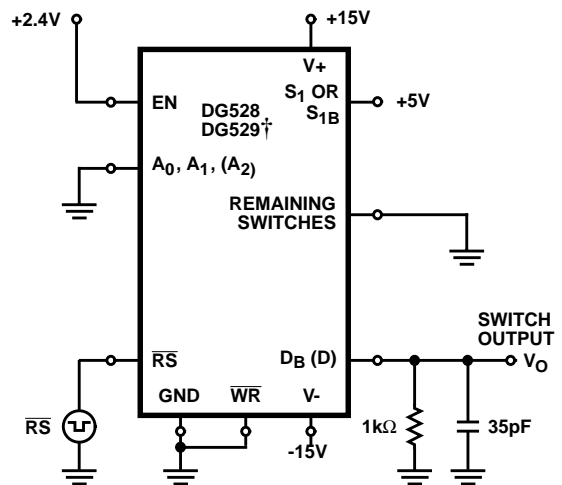 +2.4V
+15V
V+
EN
DG528
DG529†
S1 OR
S1B
+5V
A0, A1, (A2)
REMAINING
SWITCHES
SWITCH
OUTPUT
RS
DB (D)
VO
GND
WR
V-
RS
-15V
1kΩ
35pF